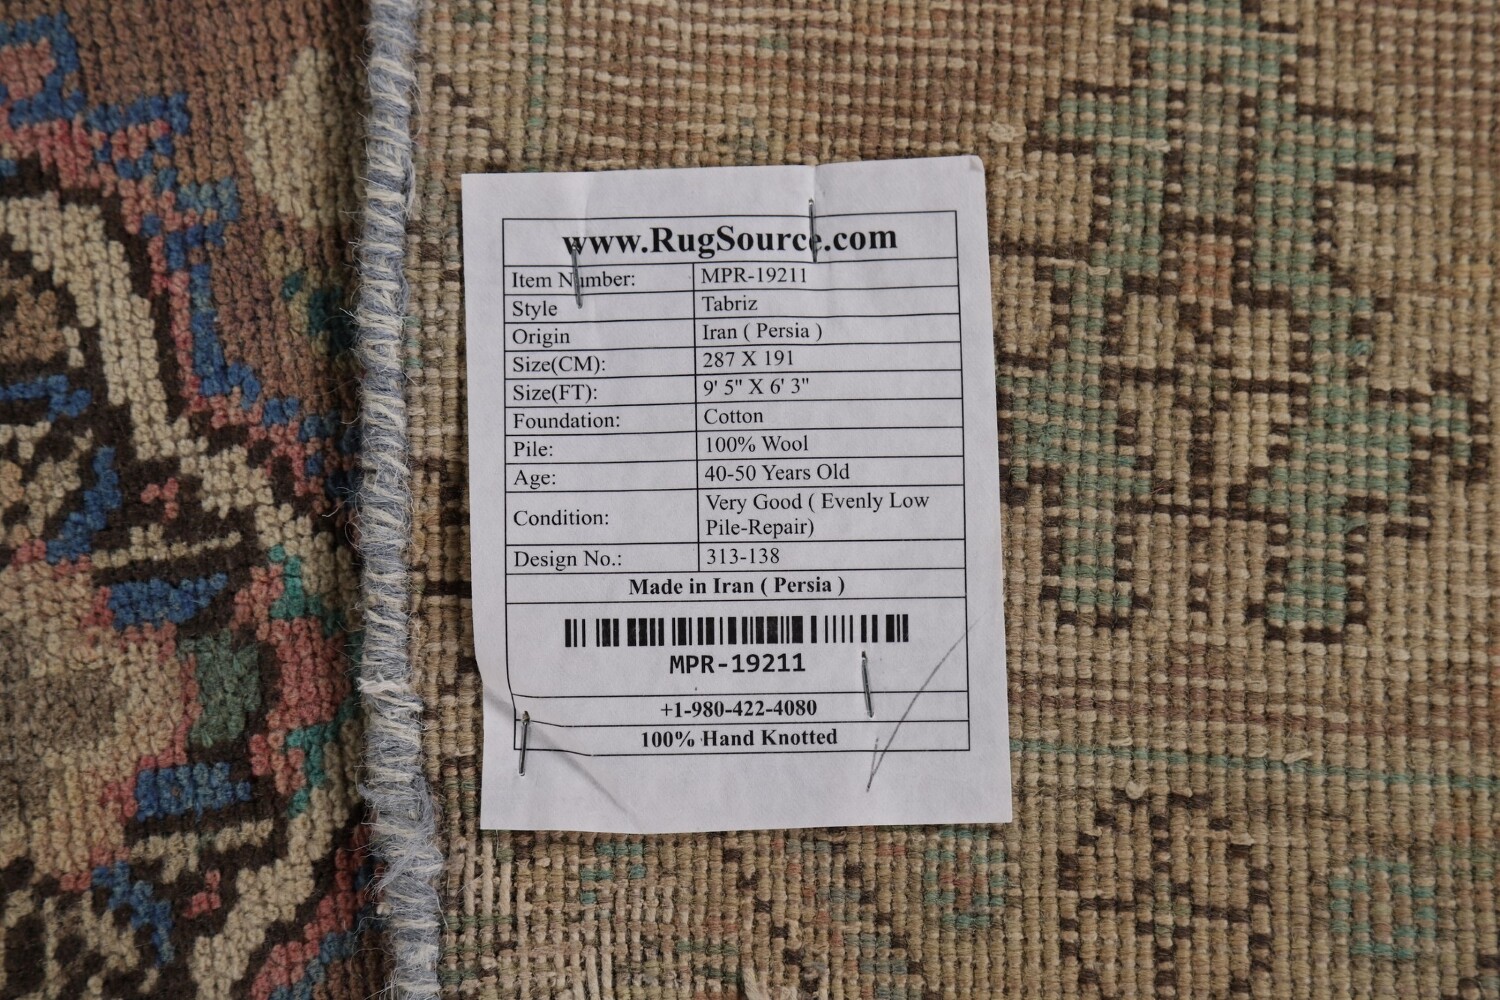 www.RugSource.com
Item Number: MPR-19211
Style Tabriz
Origin Iran ( Persia )
Size(CM): 287 X 191
Size(FT): 9' 5" X 6' 3"
Foundation: Cotton
Pile: 100% Wool
Age: 40-50 Years Old
Condition: Very Good ( Evenly Low
Pile-Repair)
Design No.: 313-138
Made in Iran ( Persia )
MPR-19211
+1-980-422-4080
100% Hand Knotted